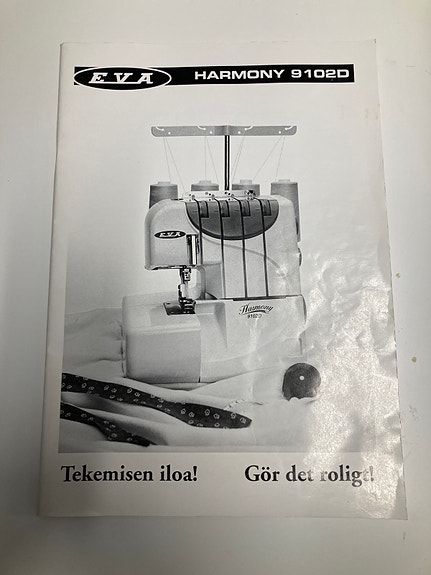 EVA HARMONY 9102D
EVA
Harmony
9102D
Tekemisen iloa! Gör det roligt!